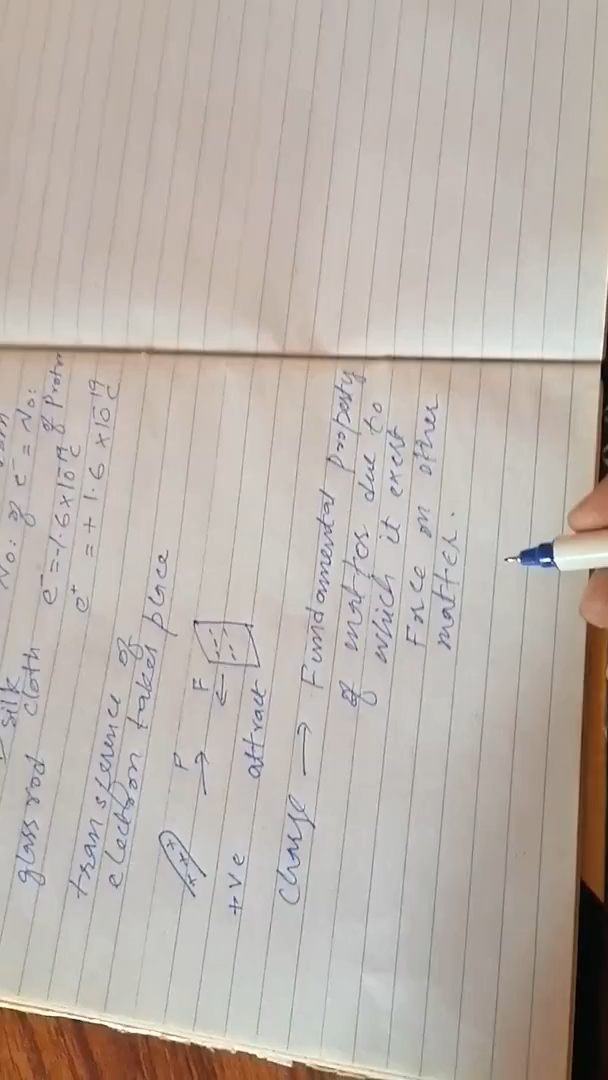 silk
glass rod cloth
No: of e⁻ = No:
of Proton
e⁻ = -1.6×10⁻¹⁹ C
e⁺ = +1.6 ×10⁻¹⁹ C
transference of
electron takes place
F F
+ve attract
Charge → Fundamental property
of matter due to
which it exert
Force on other
matter.